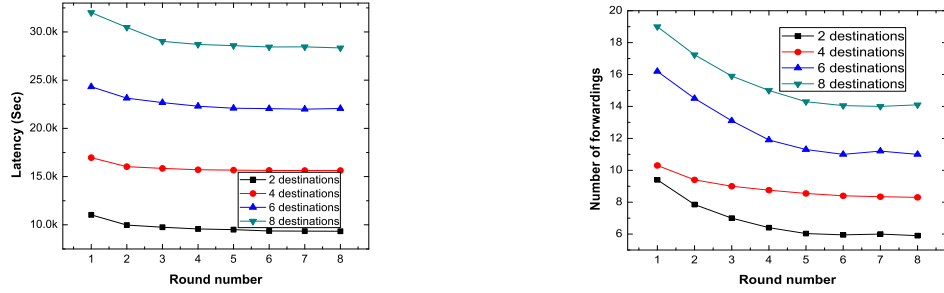 30.0k
25.0k
20.0k
15.0k
10.0k
Latency (Sec)
2 destinations
4 destinations
6 destinations
8 destinations
1 2 3 4 5 6 7 8
Round number
20
18
16
14
12
10
8
6
Number of forwardings
2 destinations
4 destinations
6 destinations
8 destinations
1 2 3 4 5 6 7 8
Round number